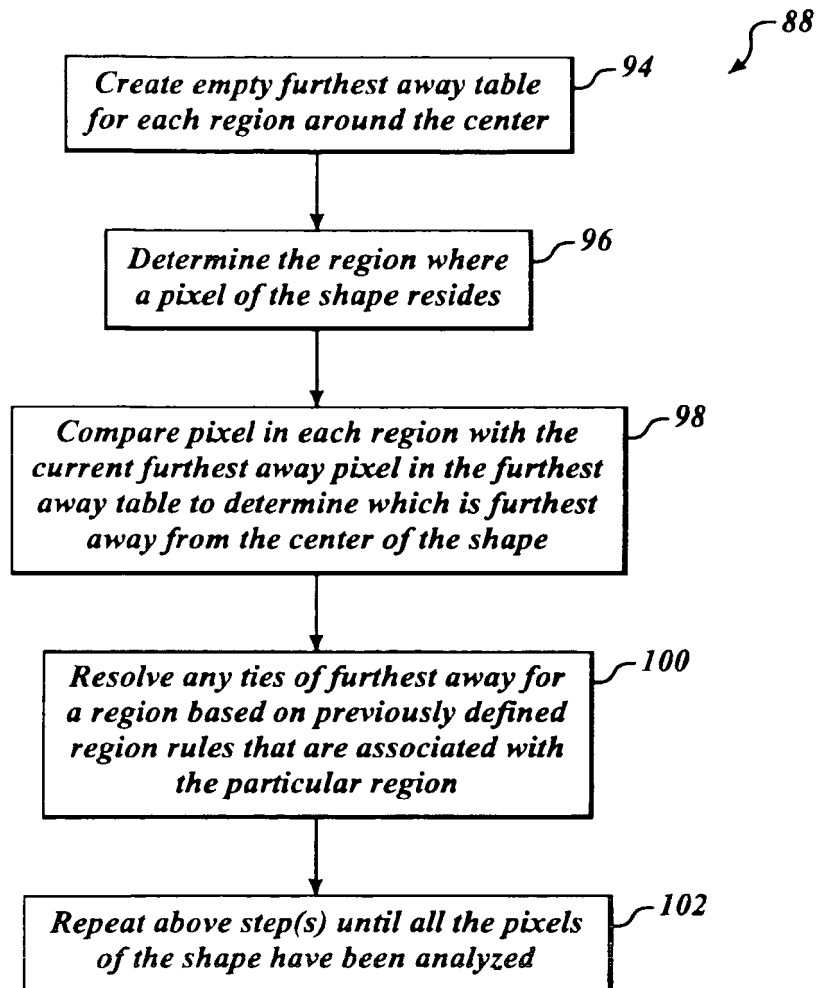 88
Create empty furthest away table
for each region around the center
94
Determine the region where
a pixel of the shape resides
96
Compare pixel in each region with the
current furthest away pixel in the furthest
away table to determine which is furthest
away from the center of the shape
98
Resolve any ties of furthest away for
a region based on previously defined
region rules that are associated with
the particular region
100
Repeat above step(s) until all the pixels
of the shape have been analyzed
102